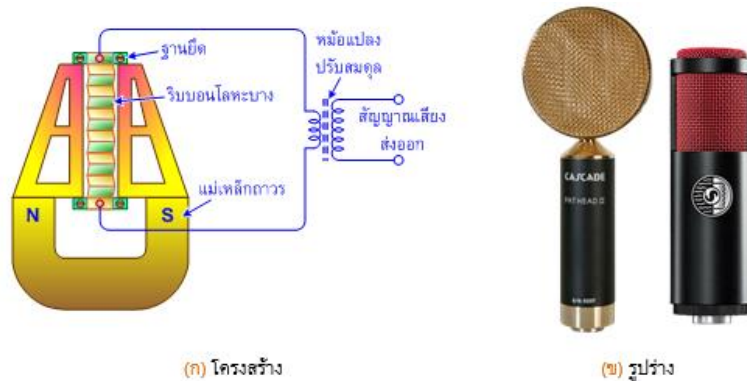 ฐานยึด
ริบบอนโลหะบาง
แม่เหล็กถาวร
N
S
หม้อแปลง
ปรับสมดุล
สัญญาณเสียง
ส่งออก
CASCADE
FATHEAD II
(ก) โครงสร้าง
(ข) รูปร่าง